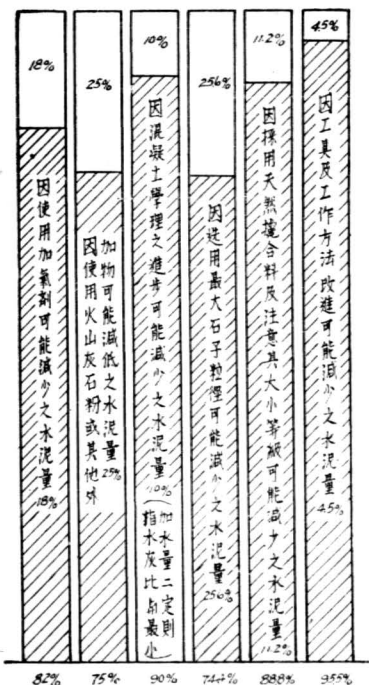 18%
25%
10%
25.6%
11.2%
4.5%
因使用加氣劑可能減少之水泥量
18%
因使用火山灰石粉或其他外
加物可能減低之水泥量25%
因混凝土學理之進步可能減少之水泥量
10%
指水灰比與最小
加水量二定則
因選用最大石子粒徑可能減少之水泥量
25.6%
因採用天然攙合料及注意其大小等級可能減少之水泥量
11.2%
因工具及工作方法改進可能減少之水泥量
4.5%
82%
75%
90%
74.4%
88.8%
95.5%